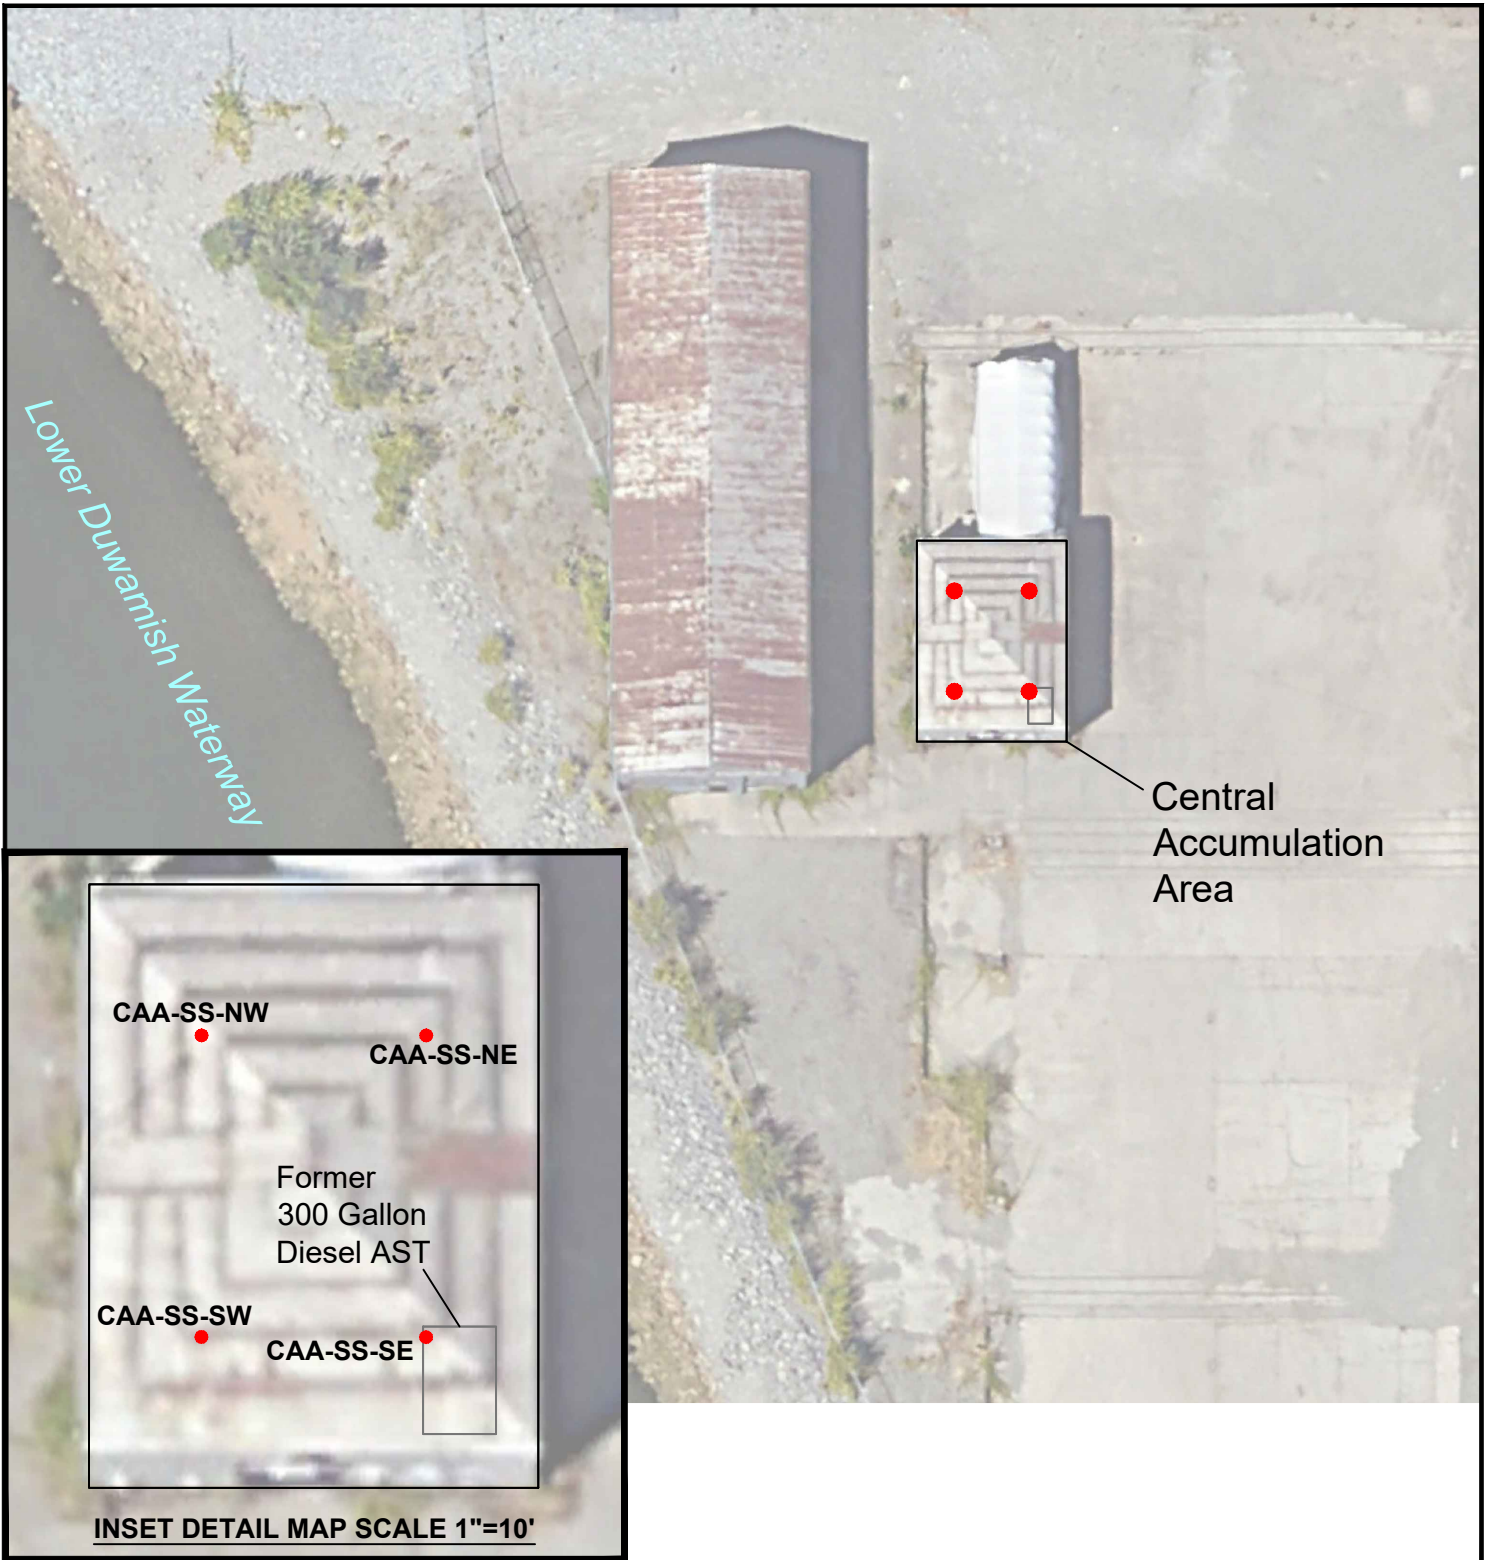 Lower Duwamish Waterway
Central
Accumulation
Area
CAA-SS-NW
CAA-SS-NE
Former
300 Gallon
Diesel AST
CAA-SS-SW
CAA-SS-SE
INSET DETAIL MAP SCALE 1"=10'